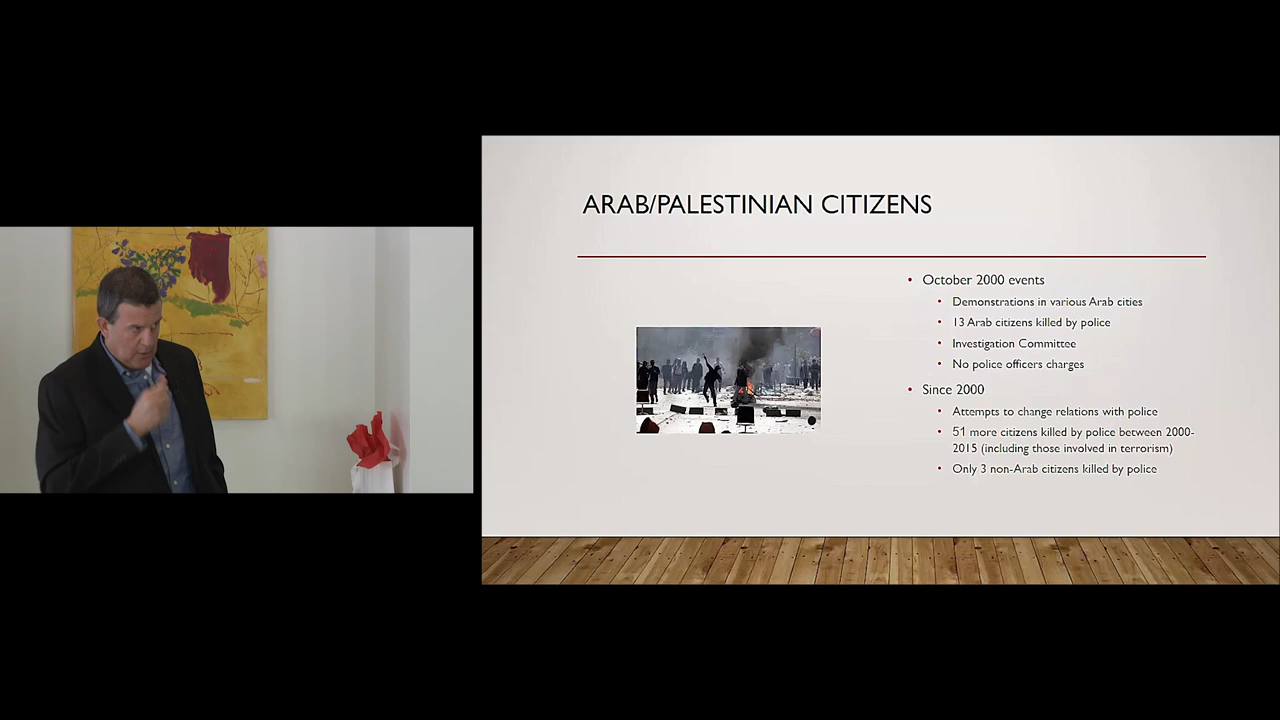 ARAB/PALESTINIAN CITIZENS
October 2000 events
Demonstrations in various Arab cities
13 Arab citizens killed by police
Investigation Committee
No police officers charges
Since 2000
Attempts to change relations with police
51 more citizens killed by police between 2000-
2015 (including those involved in terrorism)
Only 3 non-Arab citizens killed by police